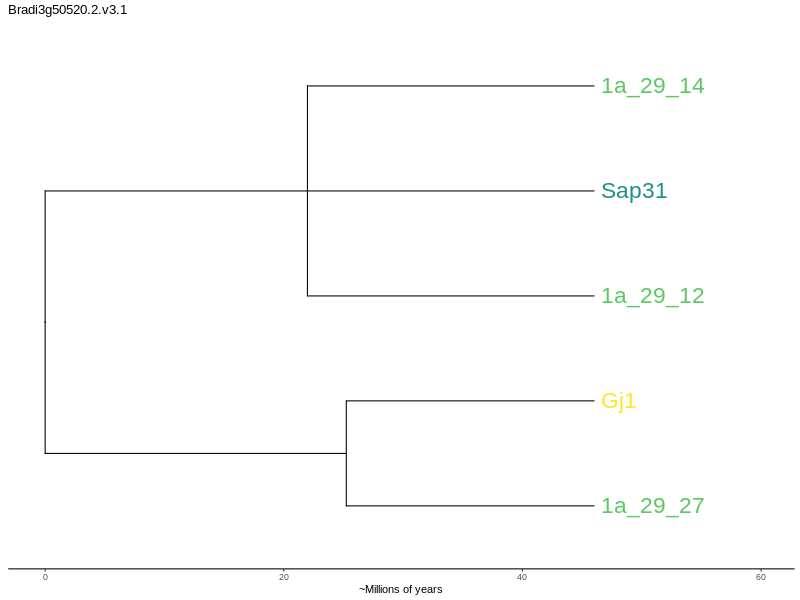 Bradi3g50520.2.v3.1
1a_29_14
Sap31
1a_29_12
Gj1
1a_29_27
0 20 40 60
~Millions of years